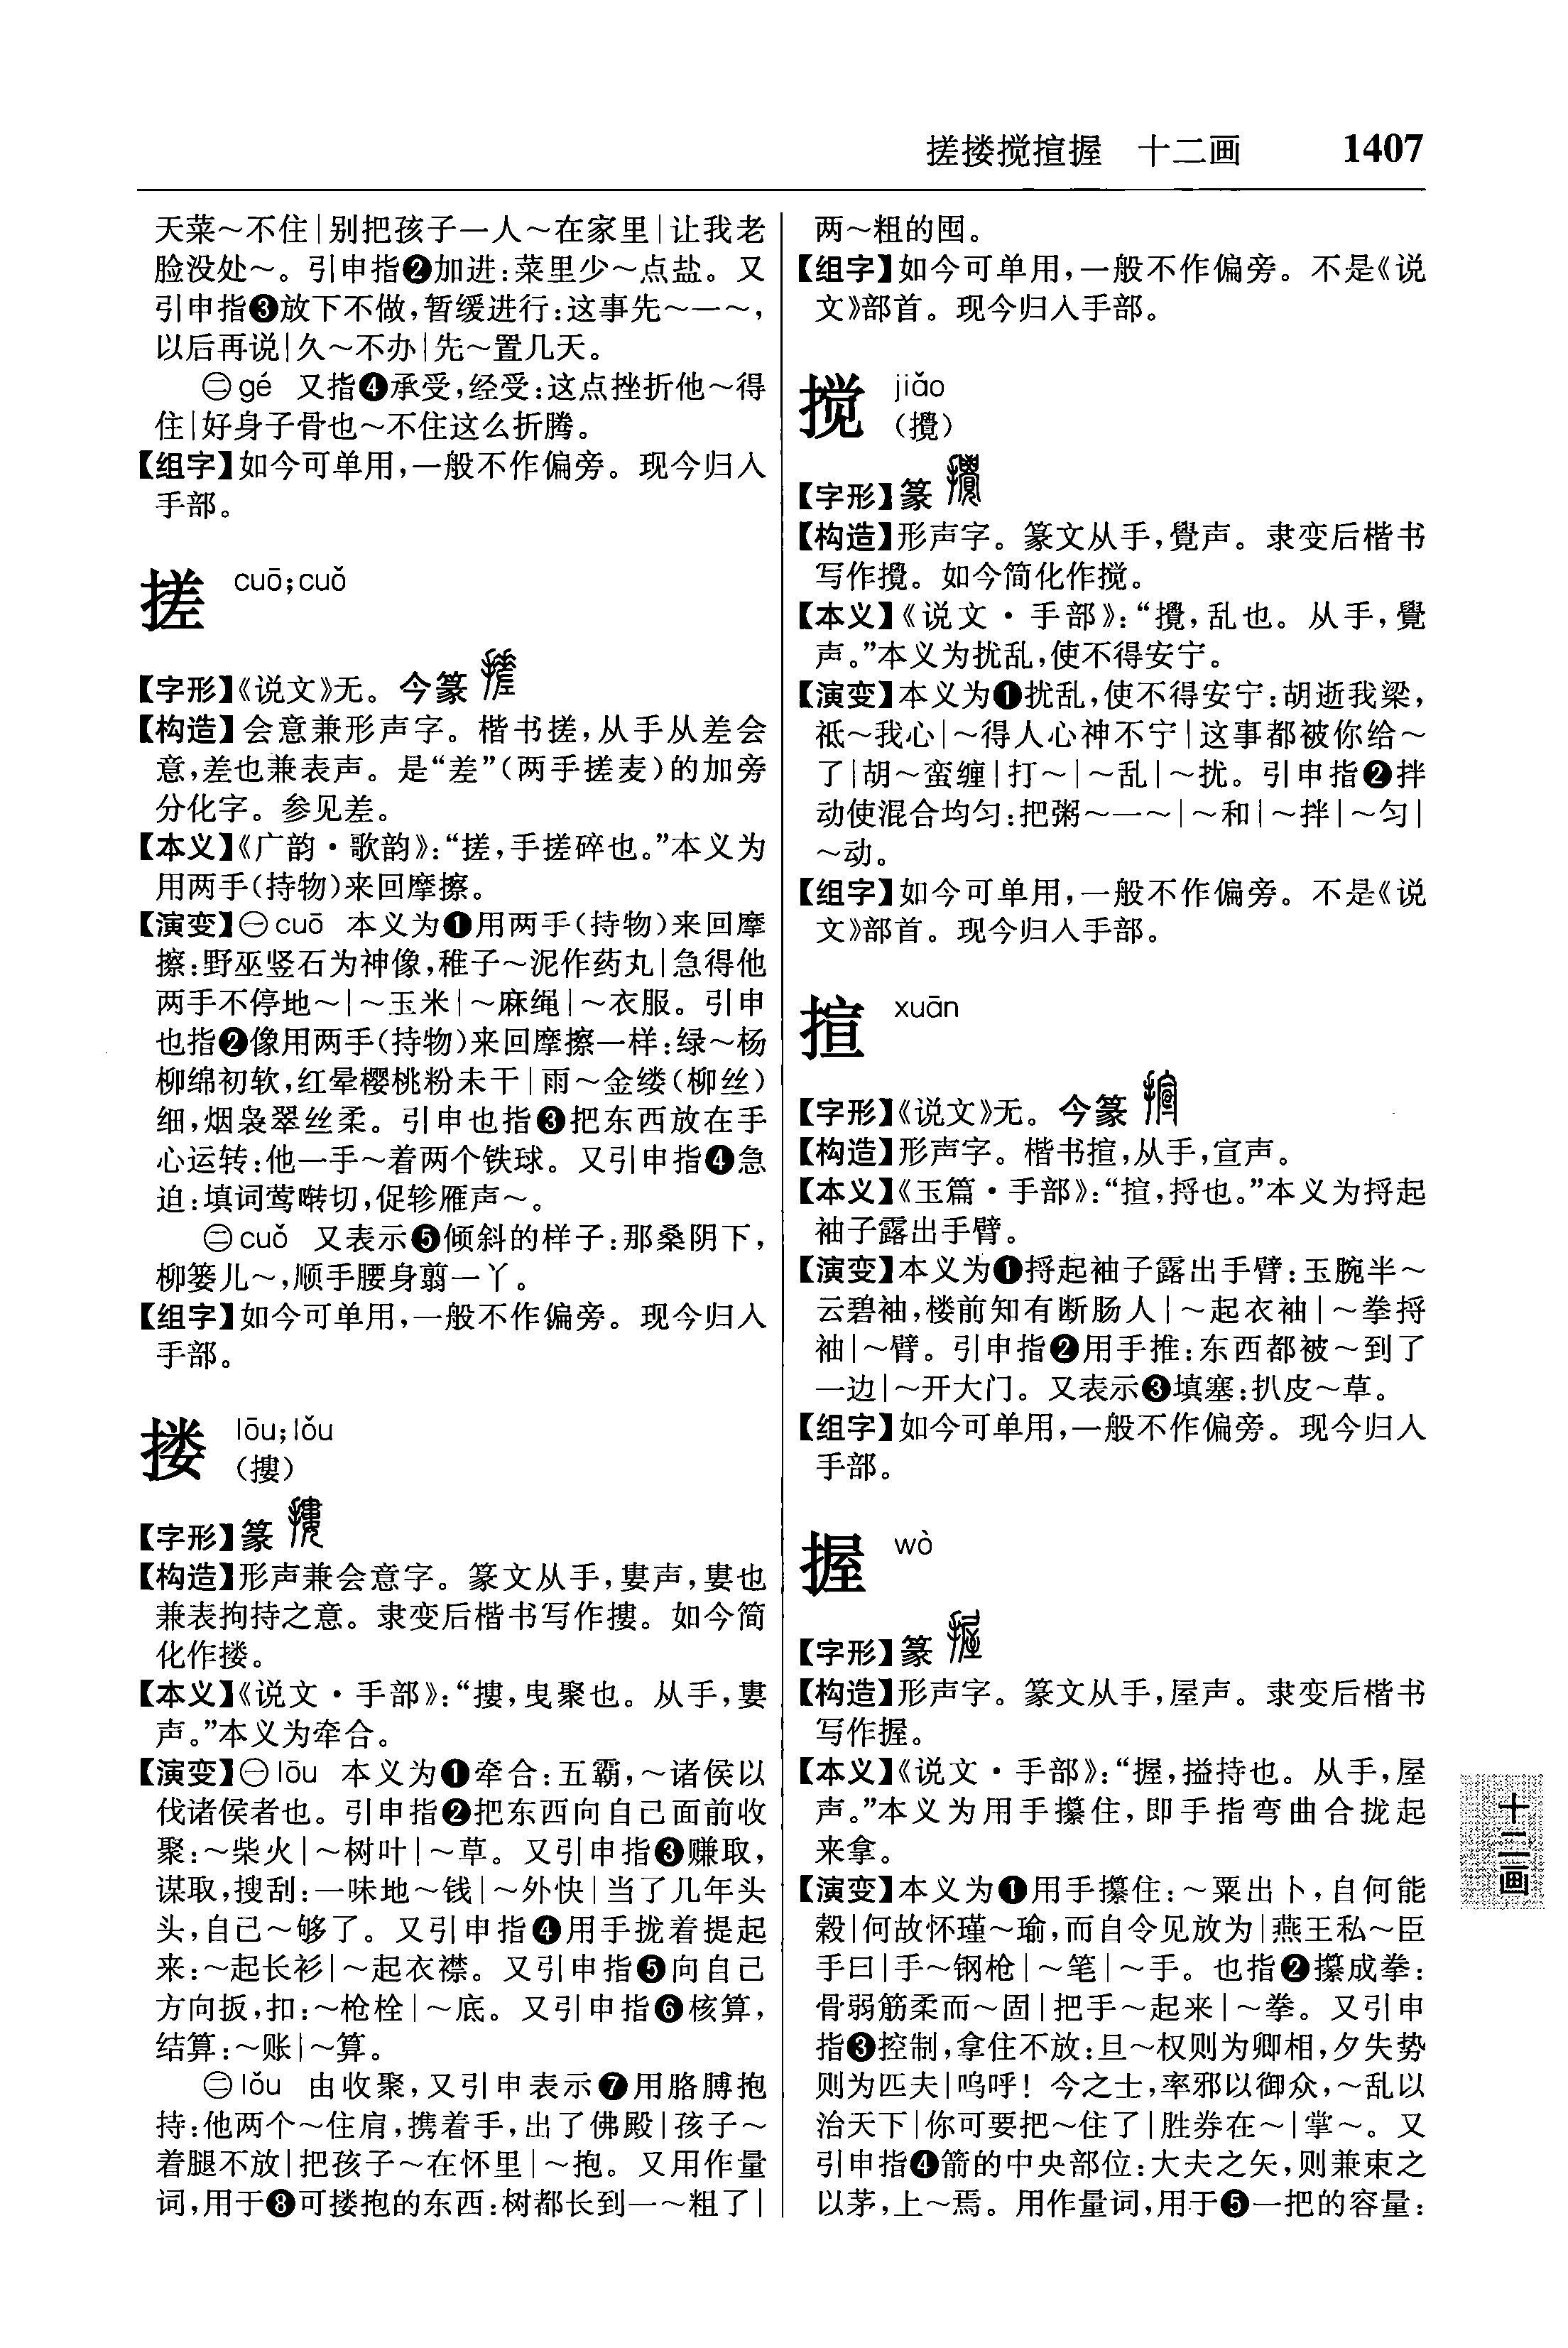 搓搂搅揎握　十二画　1407
天菜～不住|别把孩子一人～在家里|让我老
脸没处～。引申指❷加进:菜里少～点盐。又
引申指❸放下不做,暂缓进行:这事先～一～,
以后再说|久～不办|先～置几天。
㊁gé　又指❹承受,经受:这点挫折他～得
住|好身子骨也～不住这么折腾。
【组字】如今可单用,一般不作偏旁。现今归入
手部。
搓 cuō;cuǒ
【字形】《说文》无。今篆
【构造】会意兼形声字。楷书搓,从手从差会
意,差也兼表声。是“差”(两手搓麦)的加旁
分化字。参见差。
【本义】《广韵·歌韵》:“搓,手搓碎也。”本义为
用两手(持物)来回摩擦。
【演变】㊀cuō　本义为❶用两手(持物)来回摩
擦:野巫竖石为神像,稚子～泥作药丸|急得他
两手不停地～|～玉米|～麻绳|～衣服。引申
也指❷像用两手(持物)来回摩擦一样:绿～杨
柳绵初软,红晕樱桃粉未干|雨～金缕(柳丝)
细,烟袅翠丝柔。引申也指❸把东西放在手
心运转:他一手～着两个铁球。又引申指❹急
迫:填词莺啭切,促轸雁声～。
㊁cuǒ　又表示❺倾斜的样子:那桑阴下,
柳篓儿～,顺手腰身翦一丫。
【组字】如今可单用,一般不作偏旁。现今归入
手部。
搂 lōu;lǒu
(摟)
【字形】篆
【构造】形声兼会意字。篆文从手,婁声,婁也
兼表拘持之意。隶变后楷书写作摟。如今简
化作搂。
【本义】《说文·手部》:“摟,曳聚也。从手,婁
声。”本义为牵合。
【演变】㊀lōu　本义为❶牵合:五霸,～诸侯以
伐诸侯者也。引申指❷把东西向自己面前收
聚:～柴火|～树叶|～草。又引申指❸赚取,
谋取,搜刮:一味地～钱|～外快|当了几年头
头,自己～够了。又引申指❹用手拢着提起
来:～起长衫|～起衣襟。又引申指❺向自己
方向扳,扣:～枪栓|～底。又引申指❻核算,
结算:～账|～算。
㊁lǒu　由收聚,又引申表示❼用胳膊抱
持:他两个～住肩,携着手,出了佛殿|孩子～
着腿不放|把孩子～在怀里|～抱。又用作量
词,用于❽可搂抱的东西:树都长到一～粗了|
两～粗的囤。
【组字】如今可单用,一般不作偏旁。不是《说
文》部首。现今归入手部。
搅 jiǎo
(攪)
【字形】篆
【构造】形声字。篆文从手,覺声。隶变后楷书
写作攪。如今简化作搅。
【本义】《说文·手部》:“攪,乱也。从手,覺
声。”本义为扰乱,使不得安宁。
【演变】本义为❶扰乱,使不得安宁:胡逝我梁,
祇～我心|～得人心神不宁|这事都被你给～
了|胡～蛮缠|打～|～乱|～扰。引申指❷拌
动使混合均匀:把粥～一～|～和|～拌|～匀|
～动。
【组字】如今可单用,一般不作偏旁。不是《说
文》部首。现今归入手部。
揎 xuān
【字形】《说文》无。今篆
【构造】形声字。楷书揎,从手,宣声。
【本义】《玉篇·手部》:“揎,捋也。”本义为捋起
袖子露出手臂。
【演变】本义为❶捋起袖子露出手臂:玉腕半～
云碧袖,楼前知有断肠人|～起衣袖|～拳捋
袖|～臂。引申指❷用手推:东西都被～到了
一边|～开大门。又表示❸填塞:扒皮～草。
【组字】如今可单用,一般不作偏旁。现今归入
手部。
握 wò
【字形】篆
【构造】形声字。篆文从手,屋声。隶变后楷书
写作握。
【本义】《说文·手部》:“握,搤持也。从手,屋
声。”本义为用手攥住,即手指弯曲合拢起
来拿。
【演变】本义为❶用手攥住:～粟出卜,自何能
榖|何故怀瑾～瑜,而自令见放为|燕王私～臣
手曰|手～钢枪|～笔|～手。也指❷攥成拳:
骨弱筋柔而～固|把手～起来|～拳。又引申
指❸控制,拿住不放:旦～权则为卿相,夕失势
则为匹夫|呜呼!今之士,率邪以御众,～乱以
治天下|你可要把～住了|胜券在～|掌～。又
引申指❹箭的中央部位:大夫之矢,则兼束之
以茅,上～焉。用作量词,用于❺一把的容量:
十二画